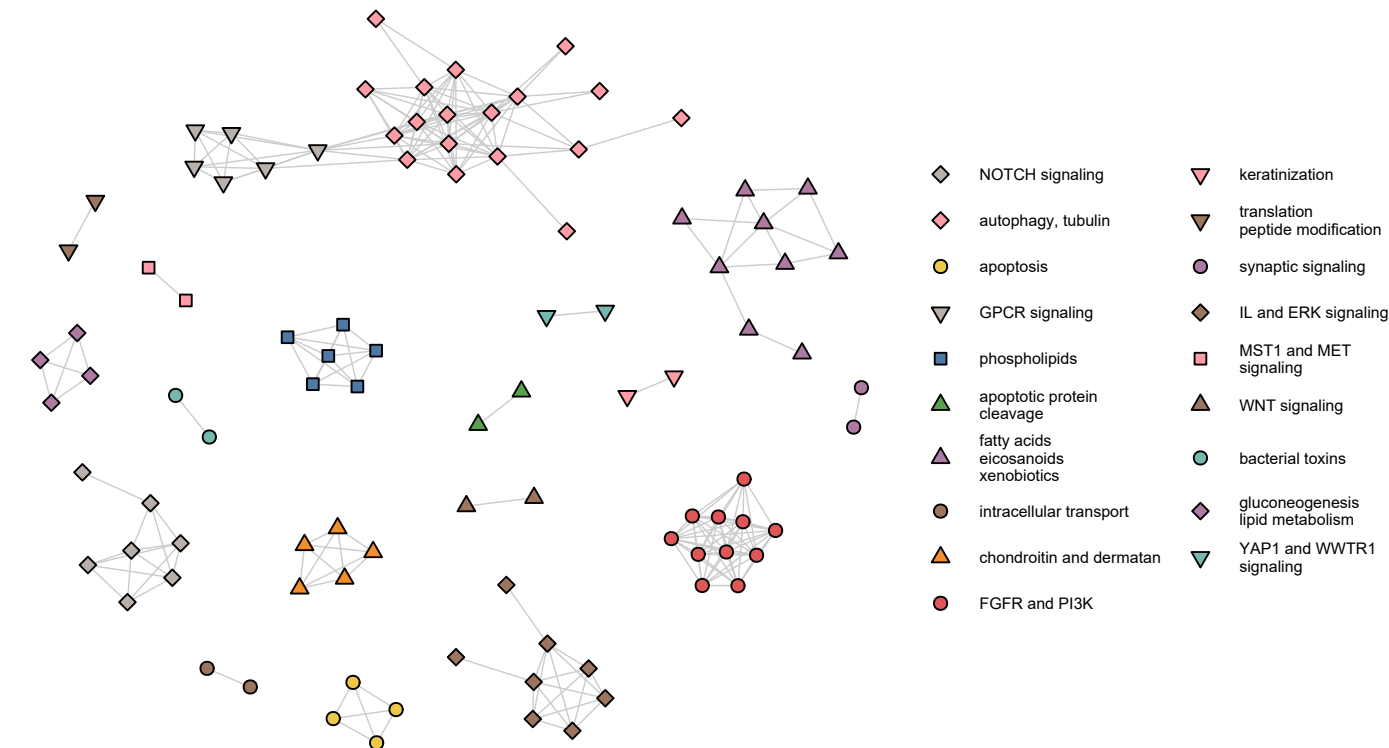 NOTCH signaling
autophagy, tubulin
apoptosis
GPCR signaling
phospholipids
apoptotic protein
cleavage
fatty acids
eicosanoids
xenobiotics
intracellular transport
chondroitin and dermatan
FGFR and PI3K
keratinization
translation
peptide modification
synaptic signaling
IL and ERK signaling
MST1 and MET
signaling
WNT signaling
bacterial toxins
gluconeogenesis
lipid metabolism
YAP1 and WWTR1
signaling